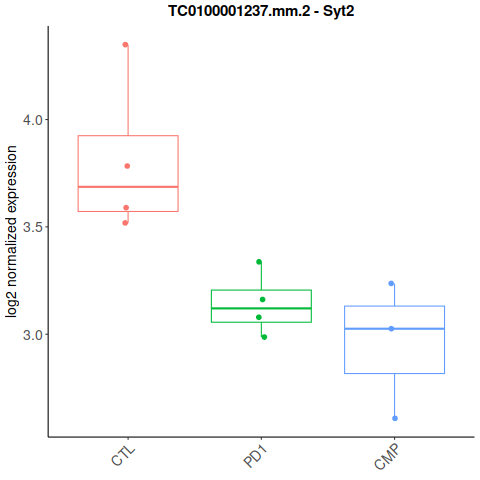 TC0100001237.mm.2 - Syt2
log2 normalized expression
4.0
3.5
3.0
CTL
PD1
CMP